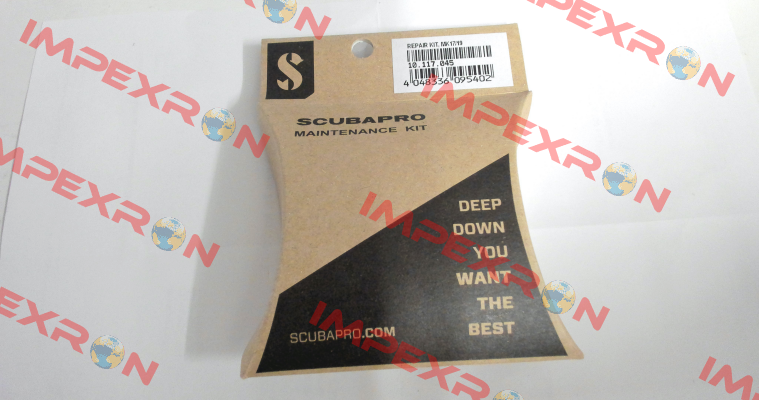 S
REPAIR KIT, MK17/19
10.117.045
4 048336 095402
SCUBAPRO
MAINTENANCE KIT
DEEP
DOWN
YOU
WANT
THE
BEST
SCUBAPRO.COM
IMPEXRON
IMPEXRON
IMPEXRON
IMPEXRON
IMPEXRON
IMPEXRON
IMPEXRON